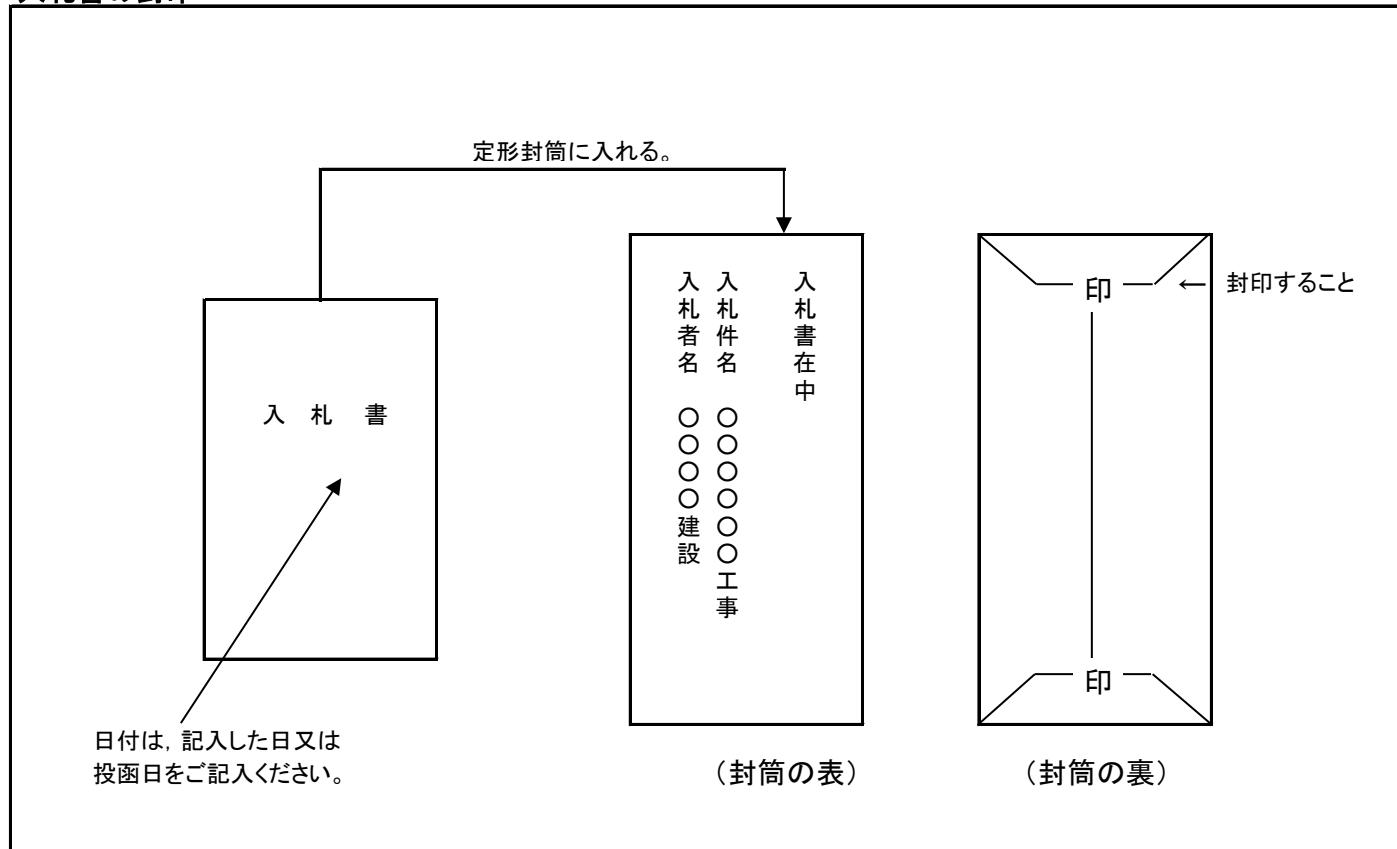 定形封筒に入れる。
入 札 書
日付は，記入した日又は
投函日をご記入ください。
入札書在中
入札件名 〇〇〇〇〇〇工事
入札者名 〇〇〇〇建設
（封筒の表）
印
← 封印すること
印
（封筒の裏）